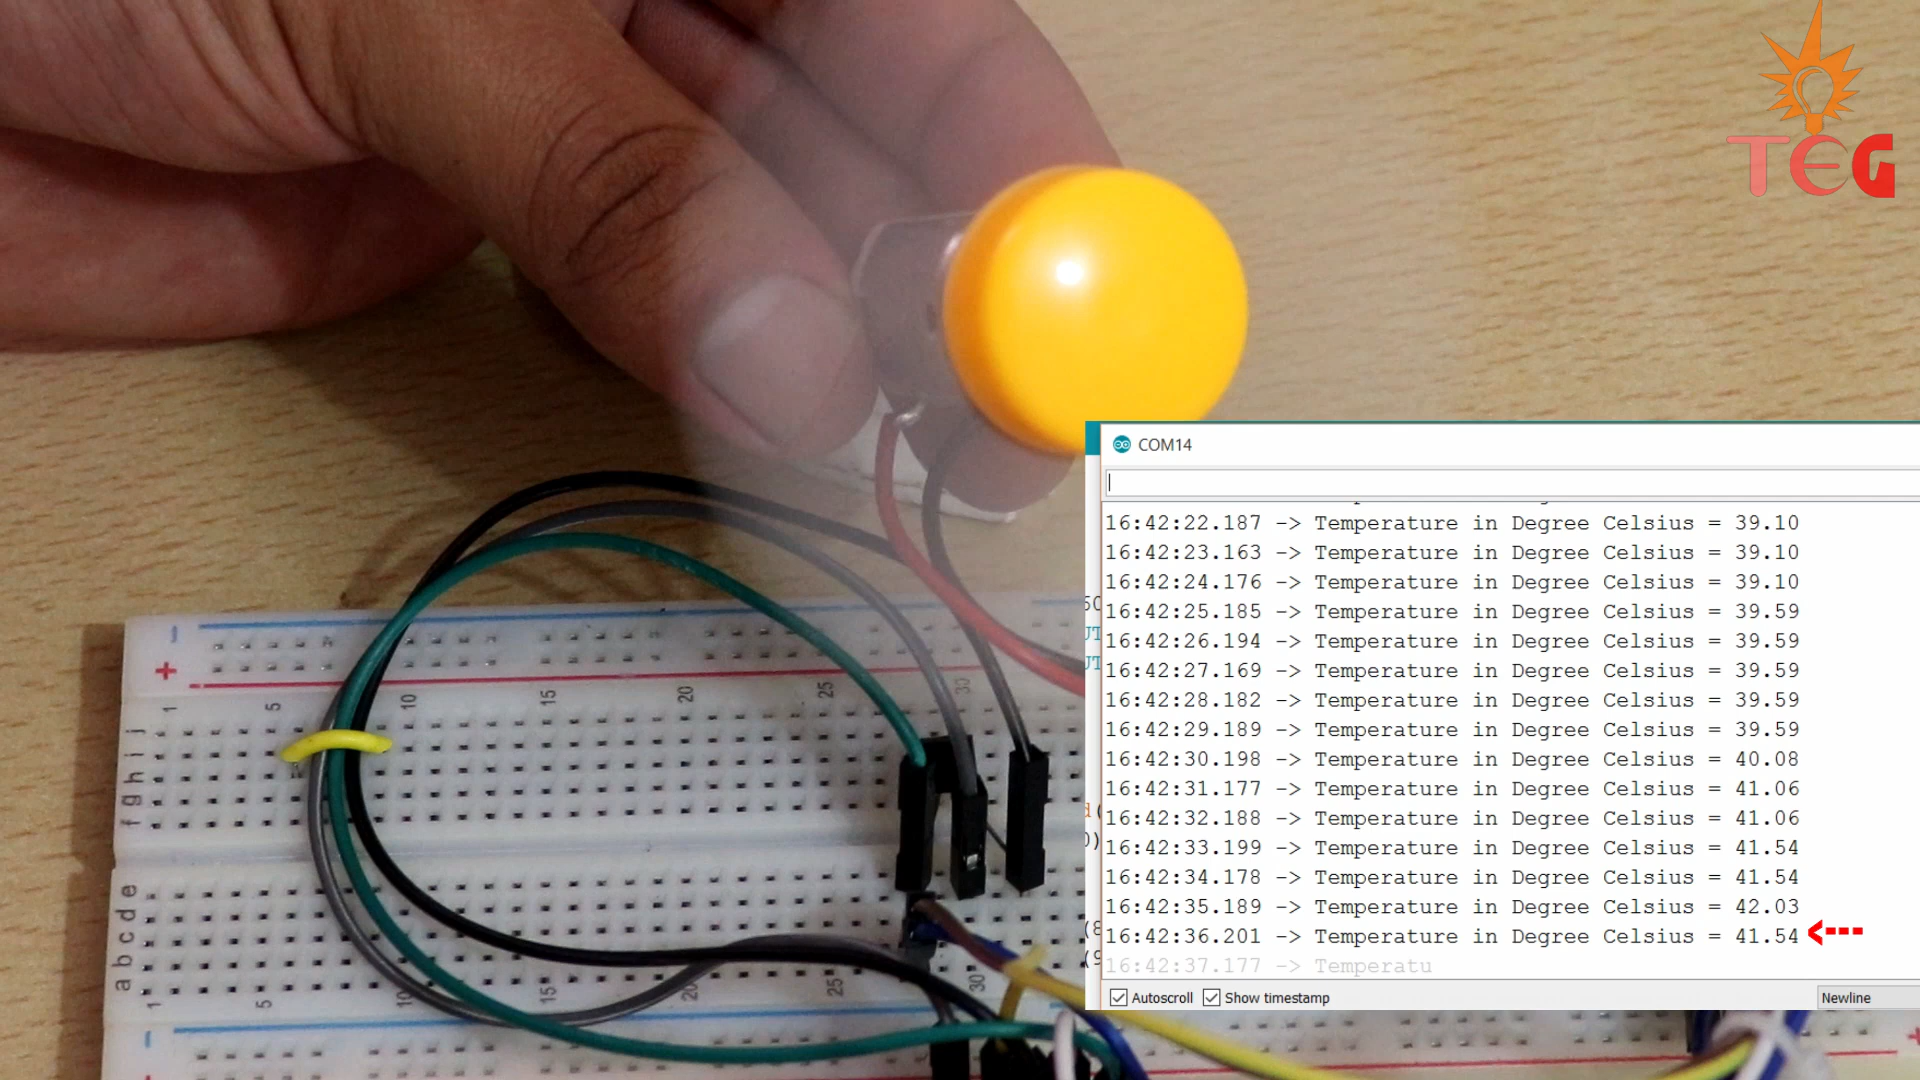 TEG
COM14
16:42:22.187 -> Temperature in Degree Celsius = 39.10
16:42:23.163 -> Temperature in Degree Celsius = 39.10
16:42:24.176 -> Temperature in Degree Celsius = 39.10
16:42:25.185 -> Temperature in Degree Celsius = 39.59
16:42:26.194 -> Temperature in Degree Celsius = 39.59
16:42:27.169 -> Temperature in Degree Celsius = 39.59
16:42:28.182 -> Temperature in Degree Celsius = 39.59
16:42:29.189 -> Temperature in Degree Celsius = 39.59
16:42:30.198 -> Temperature in Degree Celsius = 40.08
16:42:31.177 -> Temperature in Degree Celsius = 41.06
16:42:32.188 -> Temperature in Degree Celsius = 41.06
16:42:33.199 -> Temperature in Degree Celsius = 41.54
16:42:34.178 -> Temperature in Degree Celsius = 41.54
16:42:35.189 -> Temperature in Degree Celsius = 42.03
16:42:36.201 -> Temperature in Degree Celsius = 41.54
16:42:37.177 -> Temperatu
Autoscroll Show timestamp Newline
- +
1 5 10 15 20 25 30
f g h i j
a b c d e
1 5 10 15 20 25 30
- +